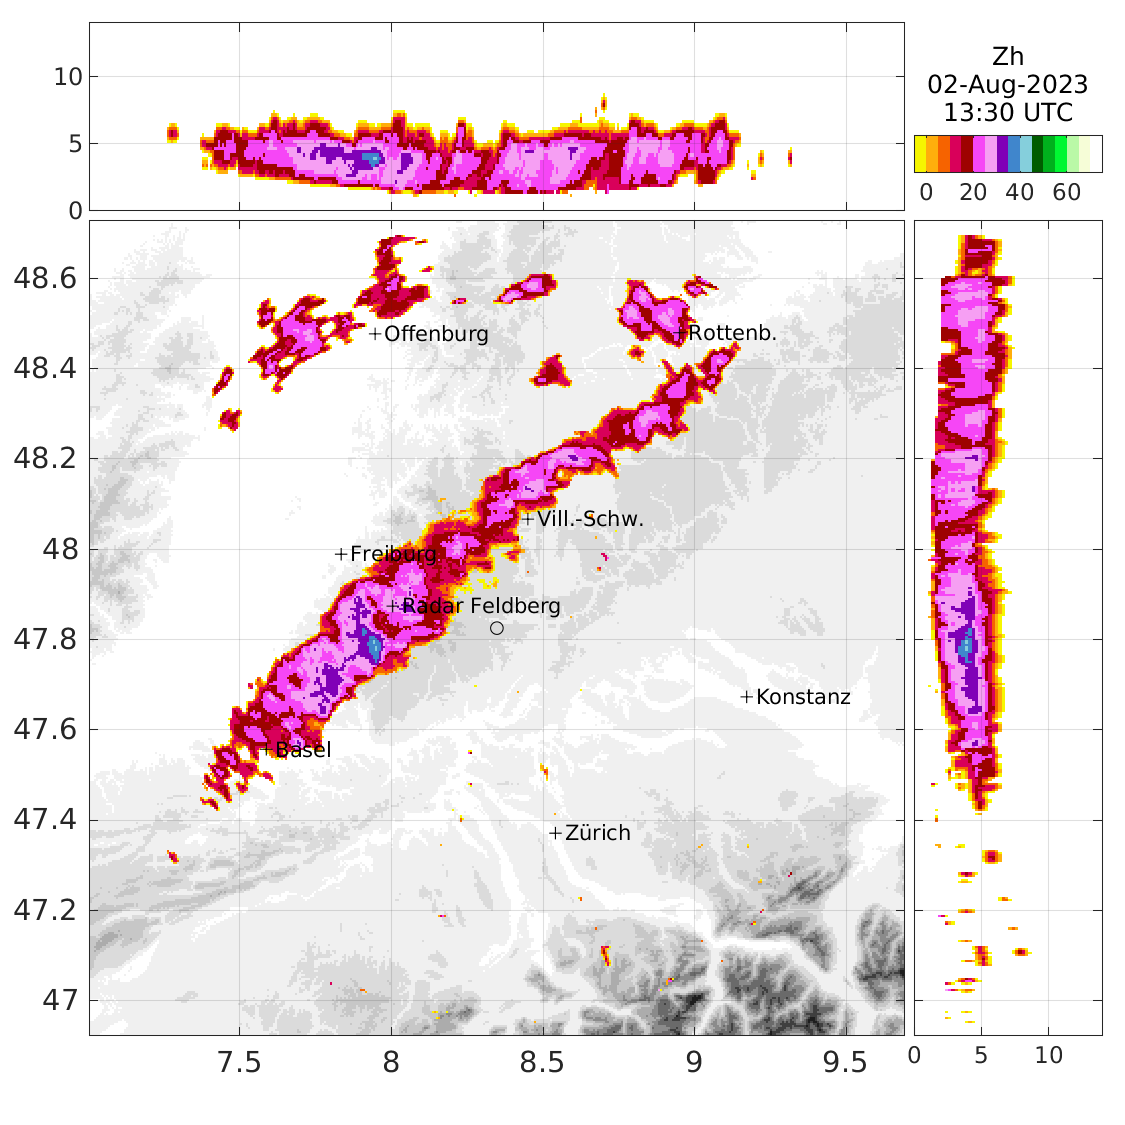 Zh
02-Aug-2023
13:30 UTC
0 20 40 60
10
5
0
48.6
48.4
48.2
48
47.8
47.6
47.4
47.2
47
Offenburg
Rottenb.
Vill.-Schw.
Freiburg
Radar Feldberg
Konstanz
Basel
Zürich
7.5 8 8.5 9 9.5
0 5 10